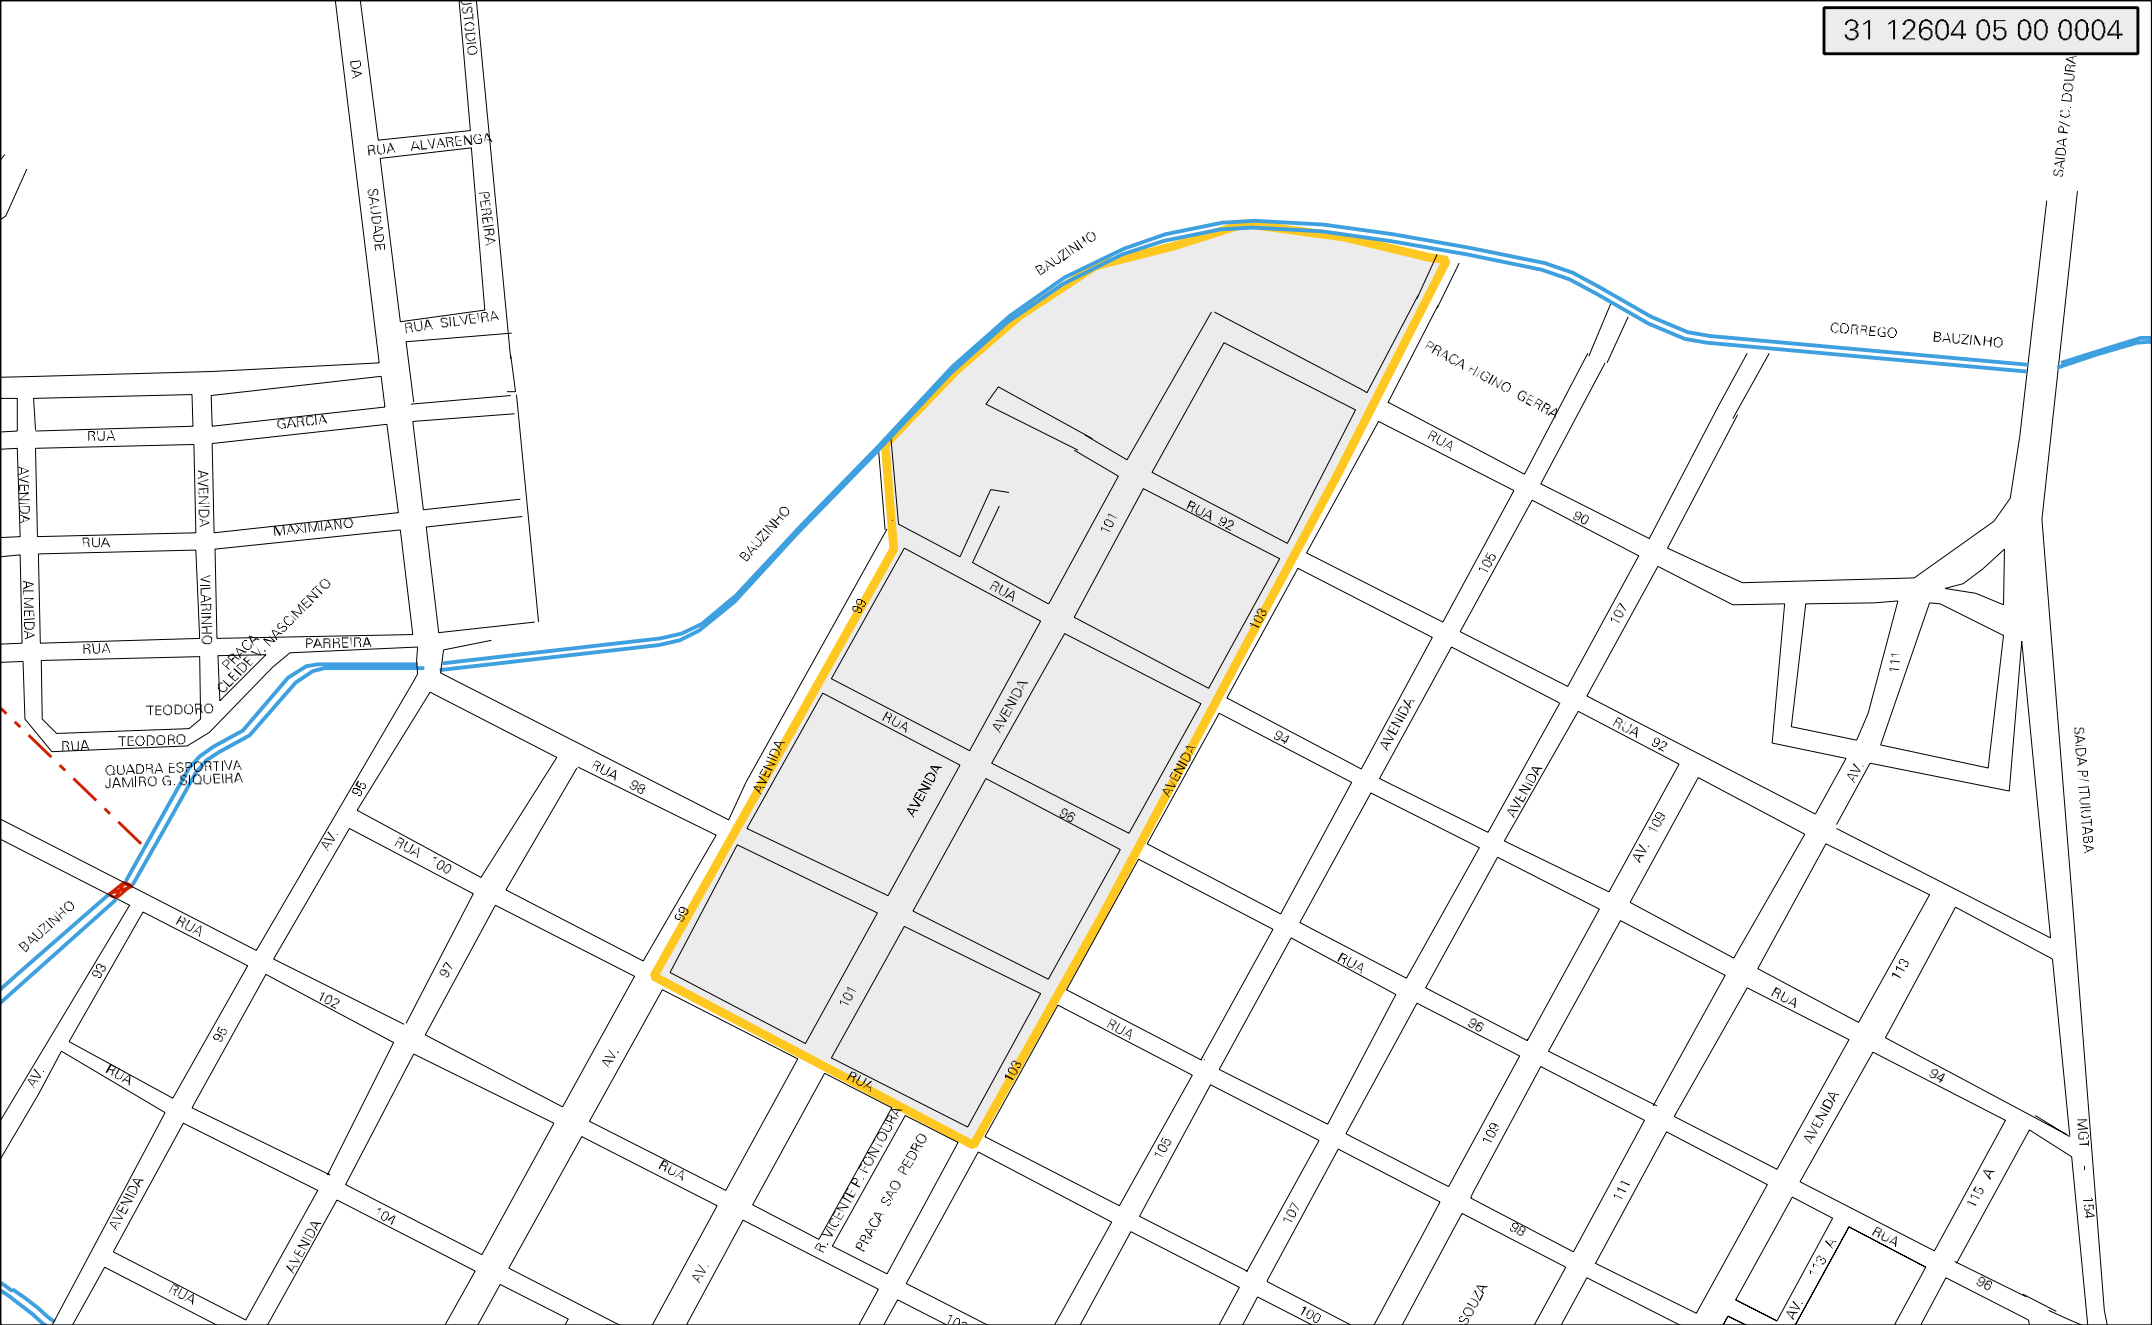 31 12604 05 00 0004
DA
RUA ALVARENGA
SAUDADE
PEREIRA
RUA SILVEIRA
SAIDA P/ C. DOURA
BAUZINHO
CORREGO BAUZINHO
PRACA HIGINO GERRA
RUA
GARCIA
RUA
90
AVENIDA
AVENIDA
MAXIMIANO
RUA
BAUZINHO
RUA 92
101
105
107
ALMEIDA
VILARINHO
RUA
PARREIRA
PRACA
CLEIDE V. NASCIMENTO
99
RUA
103
111
TEODORO
RUA TEODORO
QUADRA ESPORTIVA
JAMIRO G. SIQUEIRA
RUA
AVENIDA
94
AVENIDA
RUA 92
SAIDA P/ ITUIUTABA
95
AV.
RUA 98
AVENIDA
AVENIDA
96
AVENIDA
AVENIDA
AV. 109
AV.
RUA 100
BAUZINHO
RUA
93
102
95
97
99
101
RUA
96
RUA
113
AV.
RUA
AV.
RUA
103
RUA
94
AVENIDA
AVENIDA
104
RUA
RUA
R. VICENTE P. FONTOURA
PRACA SAO PEDRO
105
107
109
111
98
AVENIDA
115 A
MGT - 154
RUA
96
AV.
113 A
AV.
SOUZA
100